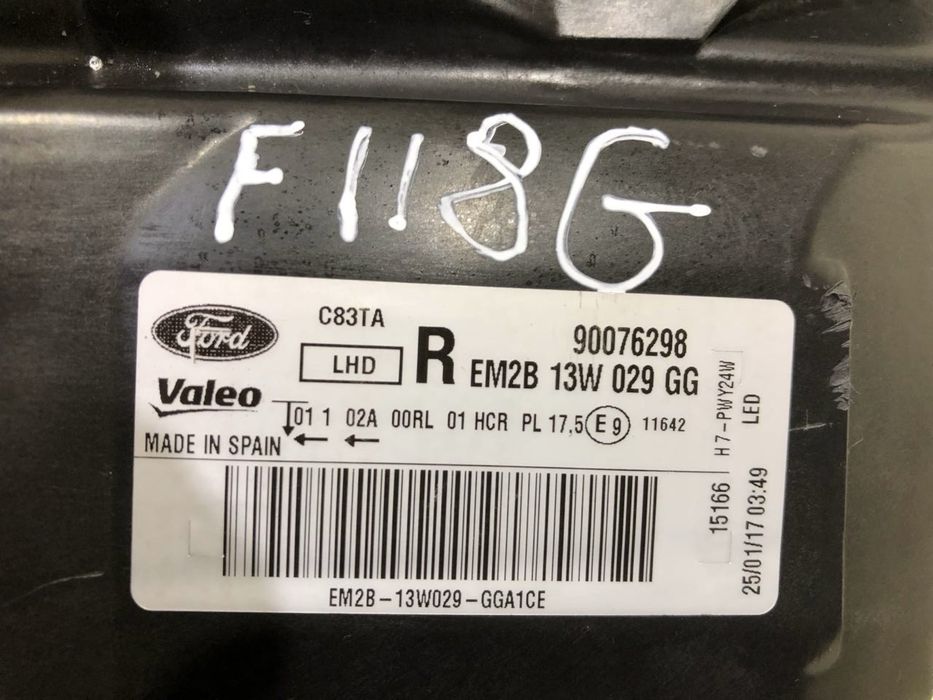 F118G
Ford
C83TA
LHD
R
90076298
EM2B 13W 029 GG
Valeo
01 1 02A 00RL 01 HCR PL 17,5 E9 11642
MADE IN SPAIN
EM2B-13W029-GGA1CE
15166 H7-PWY24W
25/01/17 03:49 LED